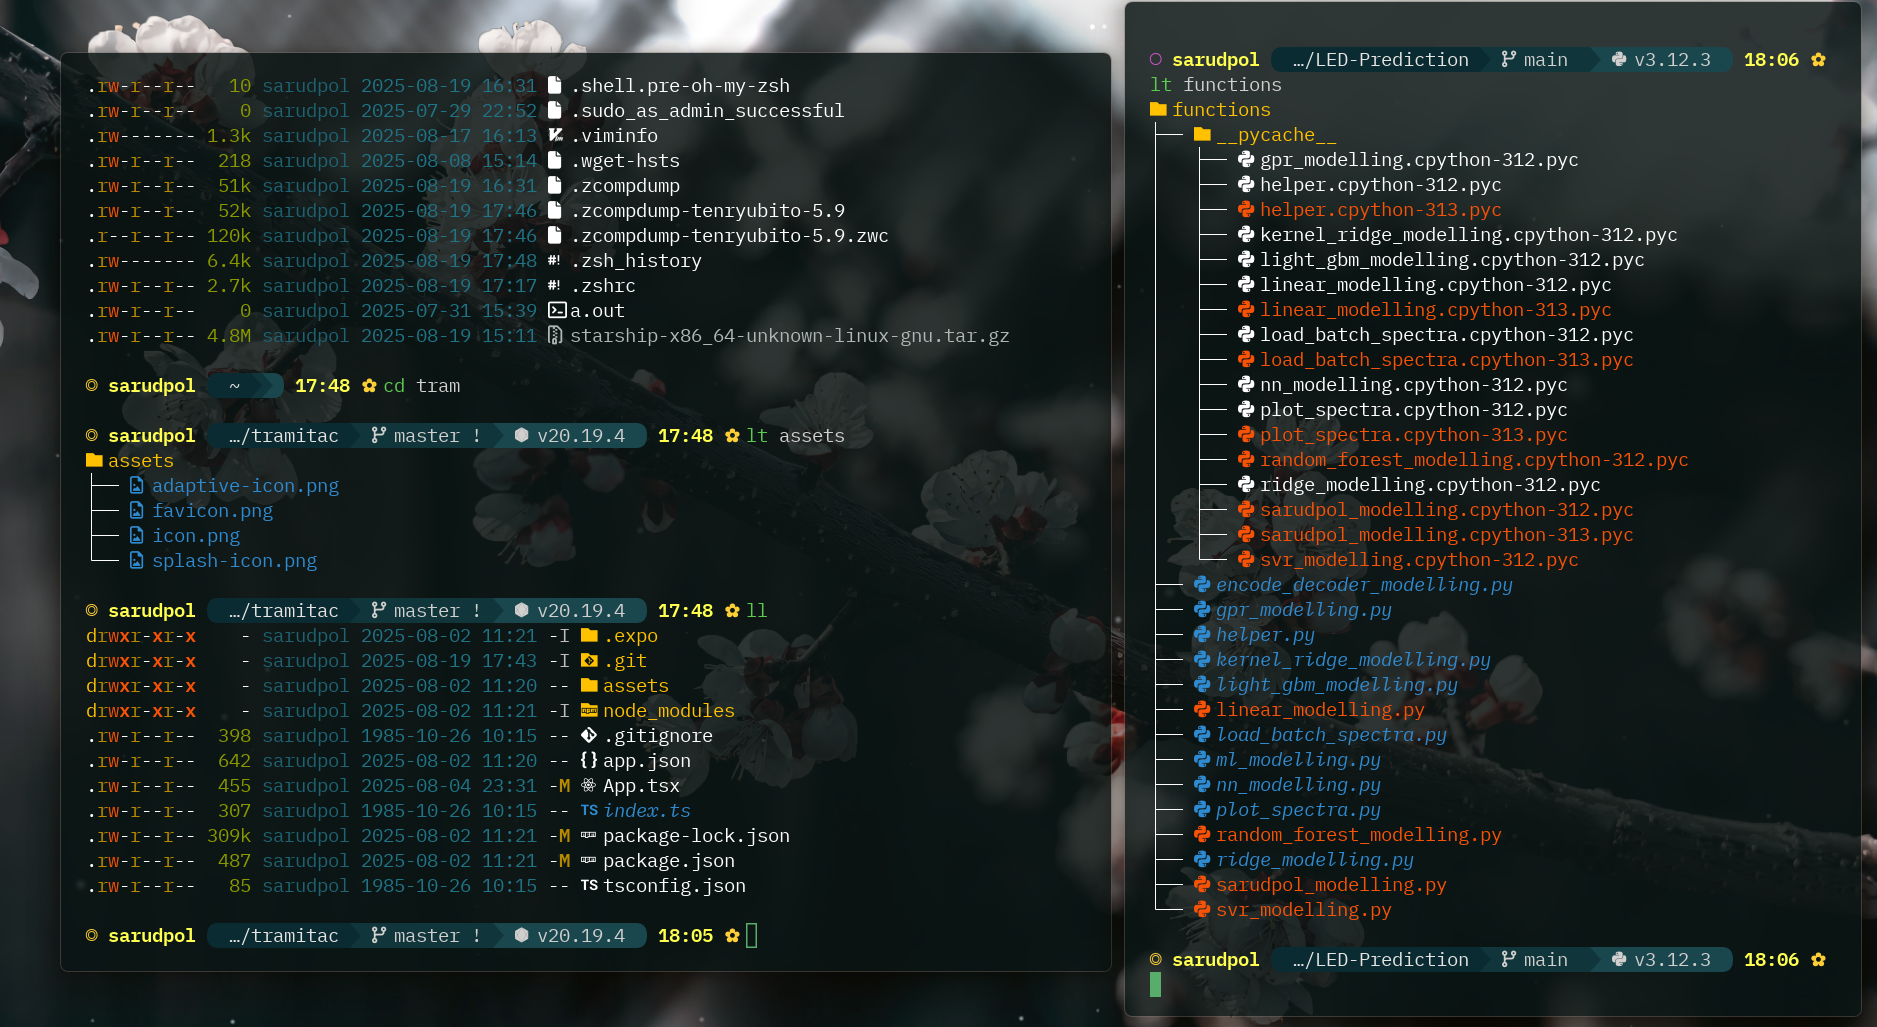 .rw-r--r--   10 sarudpol 2025-08-19 16:31 .shell.pre-oh-my-zsh
.rw-r--r--    0 sarudpol 2025-07-29 22:52 .sudo_as_admin_successful
.rw------- 1.3k sarudpol 2025-08-17 16:13 .viminfo
.rw-r--r--  218 sarudpol 2025-08-08 15:14 .wget-hsts
.rw-r--r--  51k sarudpol 2025-08-19 16:31 .zcompdump
.rw-r--r--  52k sarudpol 2025-08-19 17:46 .zcompdump-tenryubito-5.9
.r--r--r-- 120k sarudpol 2025-08-19 17:46 .zcompdump-tenryubito-5.9.zwc
.rw------- 6.4k sarudpol 2025-08-19 17:48 #! .zsh_history
.rw-r--r-- 2.7k sarudpol 2025-08-19 17:17 #! .zshrc
.rw-r--r--    0 sarudpol 2025-07-31 15:39 a.out
.rw-r--r-- 4.8M sarudpol 2025-08-19 15:11 starship-x86_64-unknown-linux-gnu.tar.gz
sarudpol ~ 17:48 cd tram
sarudpol …/tramitac master ! v20.19.4 17:48 lt assets
assets
├── adaptive-icon.png
├── favicon.png
├── icon.png
└── splash-icon.png
sarudpol …/tramitac master ! v20.19.4 17:48 ll
drwxr-xr-x    - sarudpol 2025-08-02 11:21 -I .expo
drwxr-xr-x    - sarudpol 2025-08-19 17:43 -I .git
drwxr-xr-x    - sarudpol 2025-08-02 11:20 -- assets
drwxr-xr-x    - sarudpol 2025-08-02 11:21 -I node_modules
.rw-r--r--  398 sarudpol 1985-10-26 10:15 -- .gitignore
.rw-r--r--  642 sarudpol 2025-08-02 11:20 -- {} app.json
.rw-r--r--  455 sarudpol 2025-08-04 23:31 -M App.tsx
.rw-r--r--  307 sarudpol 1985-10-26 10:15 -- TS index.ts
.rw-r--r-- 309k sarudpol 2025-08-02 11:21 -M package-lock.json
.rw-r--r--  487 sarudpol 2025-08-02 11:21 -M package.json
.rw-r--r--   85 sarudpol 1985-10-26 10:15 -- TS tsconfig.json
sarudpol …/tramitac master ! v20.19.4 18:05
sarudpol …/LED-Prediction main v3.12.3 18:06
lt functions
functions
├── __pycache__
│   ├── gpr_modelling.cpython-312.pyc
│   ├── helper.cpython-312.pyc
│   ├── helper.cpython-313.pyc
│   ├── kernel_ridge_modelling.cpython-312.pyc
│   ├── light_gbm_modelling.cpython-312.pyc
│   ├── linear_modelling.cpython-312.pyc
│   ├── linear_modelling.cpython-313.pyc
│   ├── load_batch_spectra.cpython-312.pyc
│   ├── load_batch_spectra.cpython-313.pyc
│   ├── nn_modelling.cpython-312.pyc
│   ├── plot_spectra.cpython-312.pyc
│   ├── plot_spectra.cpython-313.pyc
│   ├── random_forest_modelling.cpython-312.pyc
│   ├── ridge_modelling.cpython-312.pyc
│   ├── sarudpol_modelling.cpython-312.pyc
│   ├── sarudpol_modelling.cpython-313.pyc
│   └── svr_modelling.cpython-312.pyc
├── encode_decoder_modelling.py
├── gpr_modelling.py
├── helper.py
├── kernel_ridge_modelling.py
├── light_gbm_modelling.py
├── linear_modelling.py
├── load_batch_spectra.py
├── ml_modelling.py
├── nn_modelling.py
├── plot_spectra.py
├── random_forest_modelling.py
├── ridge_modelling.py
├── sarudpol_modelling.py
└── svr_modelling.py
sarudpol …/LED-Prediction main v3.12.3 18:06